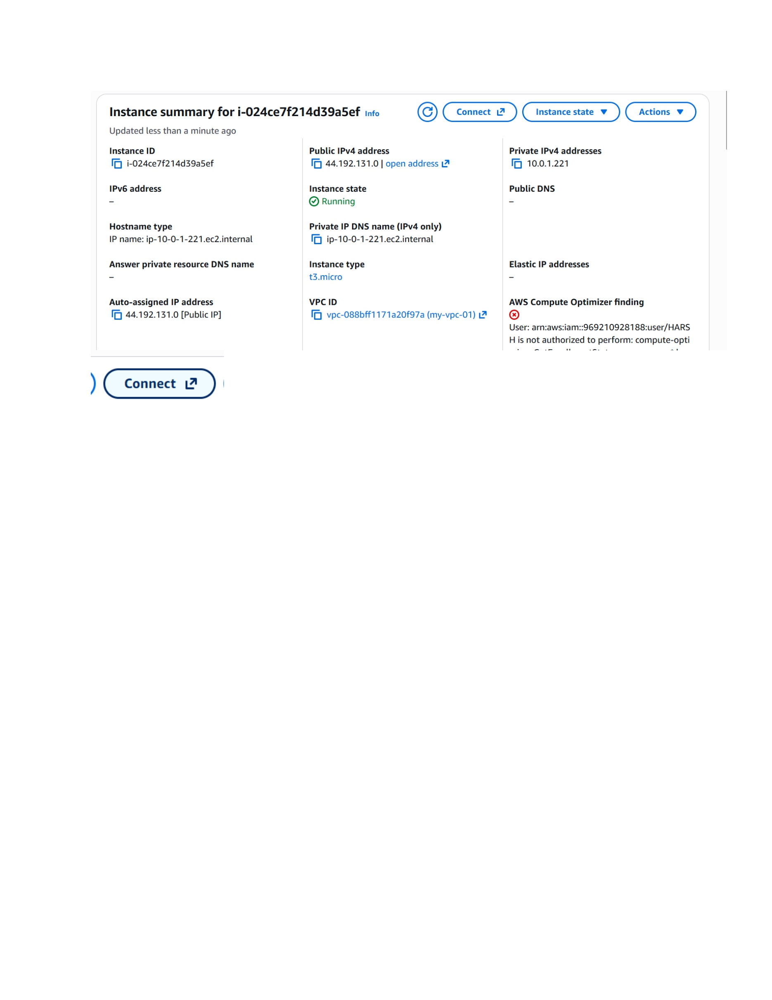 Instance summary for i-024ce7f214d39a5ef Info
Connect
Instance state
Actions
Updated less than a minute ago
Instance ID
i-024ce7f214d39a5ef
Public IPv4 address
44.192.131.0 | open address
Private IPv4 addresses
10.0.1.221
IPv6 address
–
Instance state
Running
Public DNS
–
Hostname type
IP name: ip-10-0-1-221.ec2.internal
Private IP DNS name (IPv4 only)
ip-10-0-1-221.ec2.internal
Answer private resource DNS name
–
Instance type
t3.micro
Elastic IP addresses
–
Auto-assigned IP address
44.192.131.0 [Public IP]
VPC ID
vpc-088bff1171a20f97a (my-vpc-01)
AWS Compute Optimizer finding
User: arn:aws:iam::969210928188:user/HARS
H is not authorized to perform: compute-opti
Connect